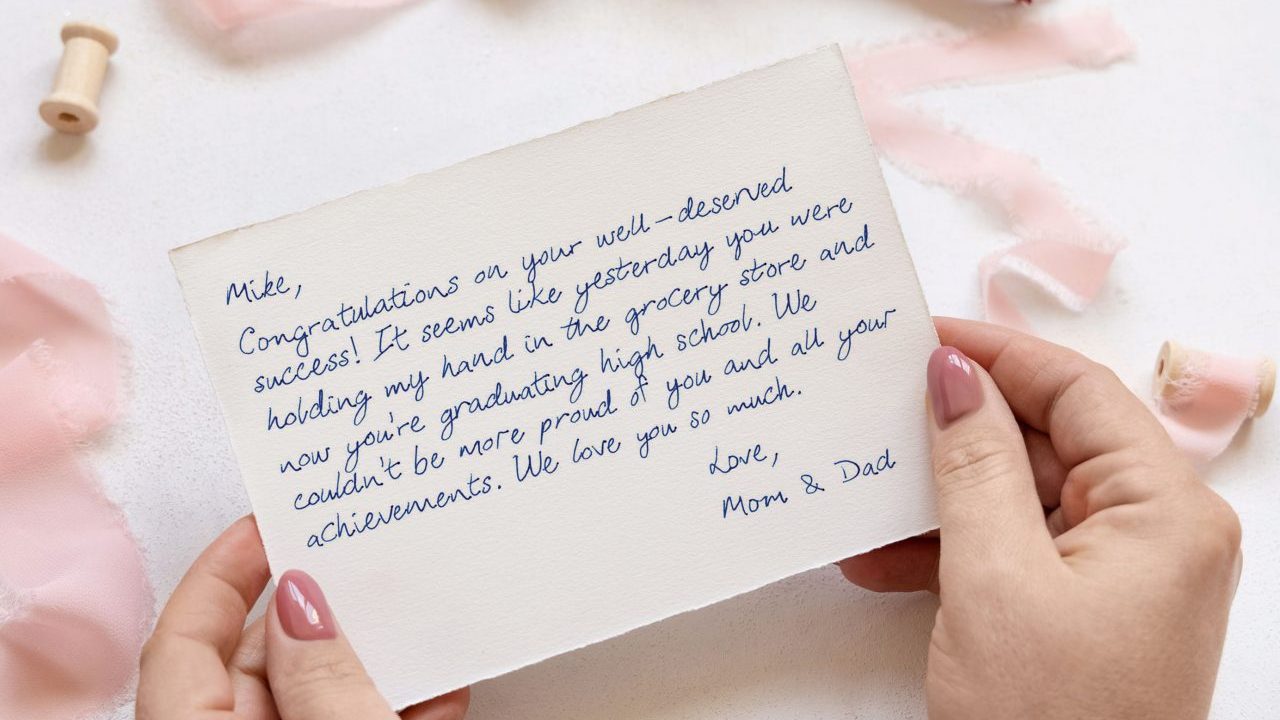 Mike,
Congratulations on your well-deserved
success! It seems like yesterday you were
holding my hand in the grocery store and
now you're graduating high school. We
couldn't be more proud of you and all your
achievements. We love you so much.
Love,
Mom & Dad